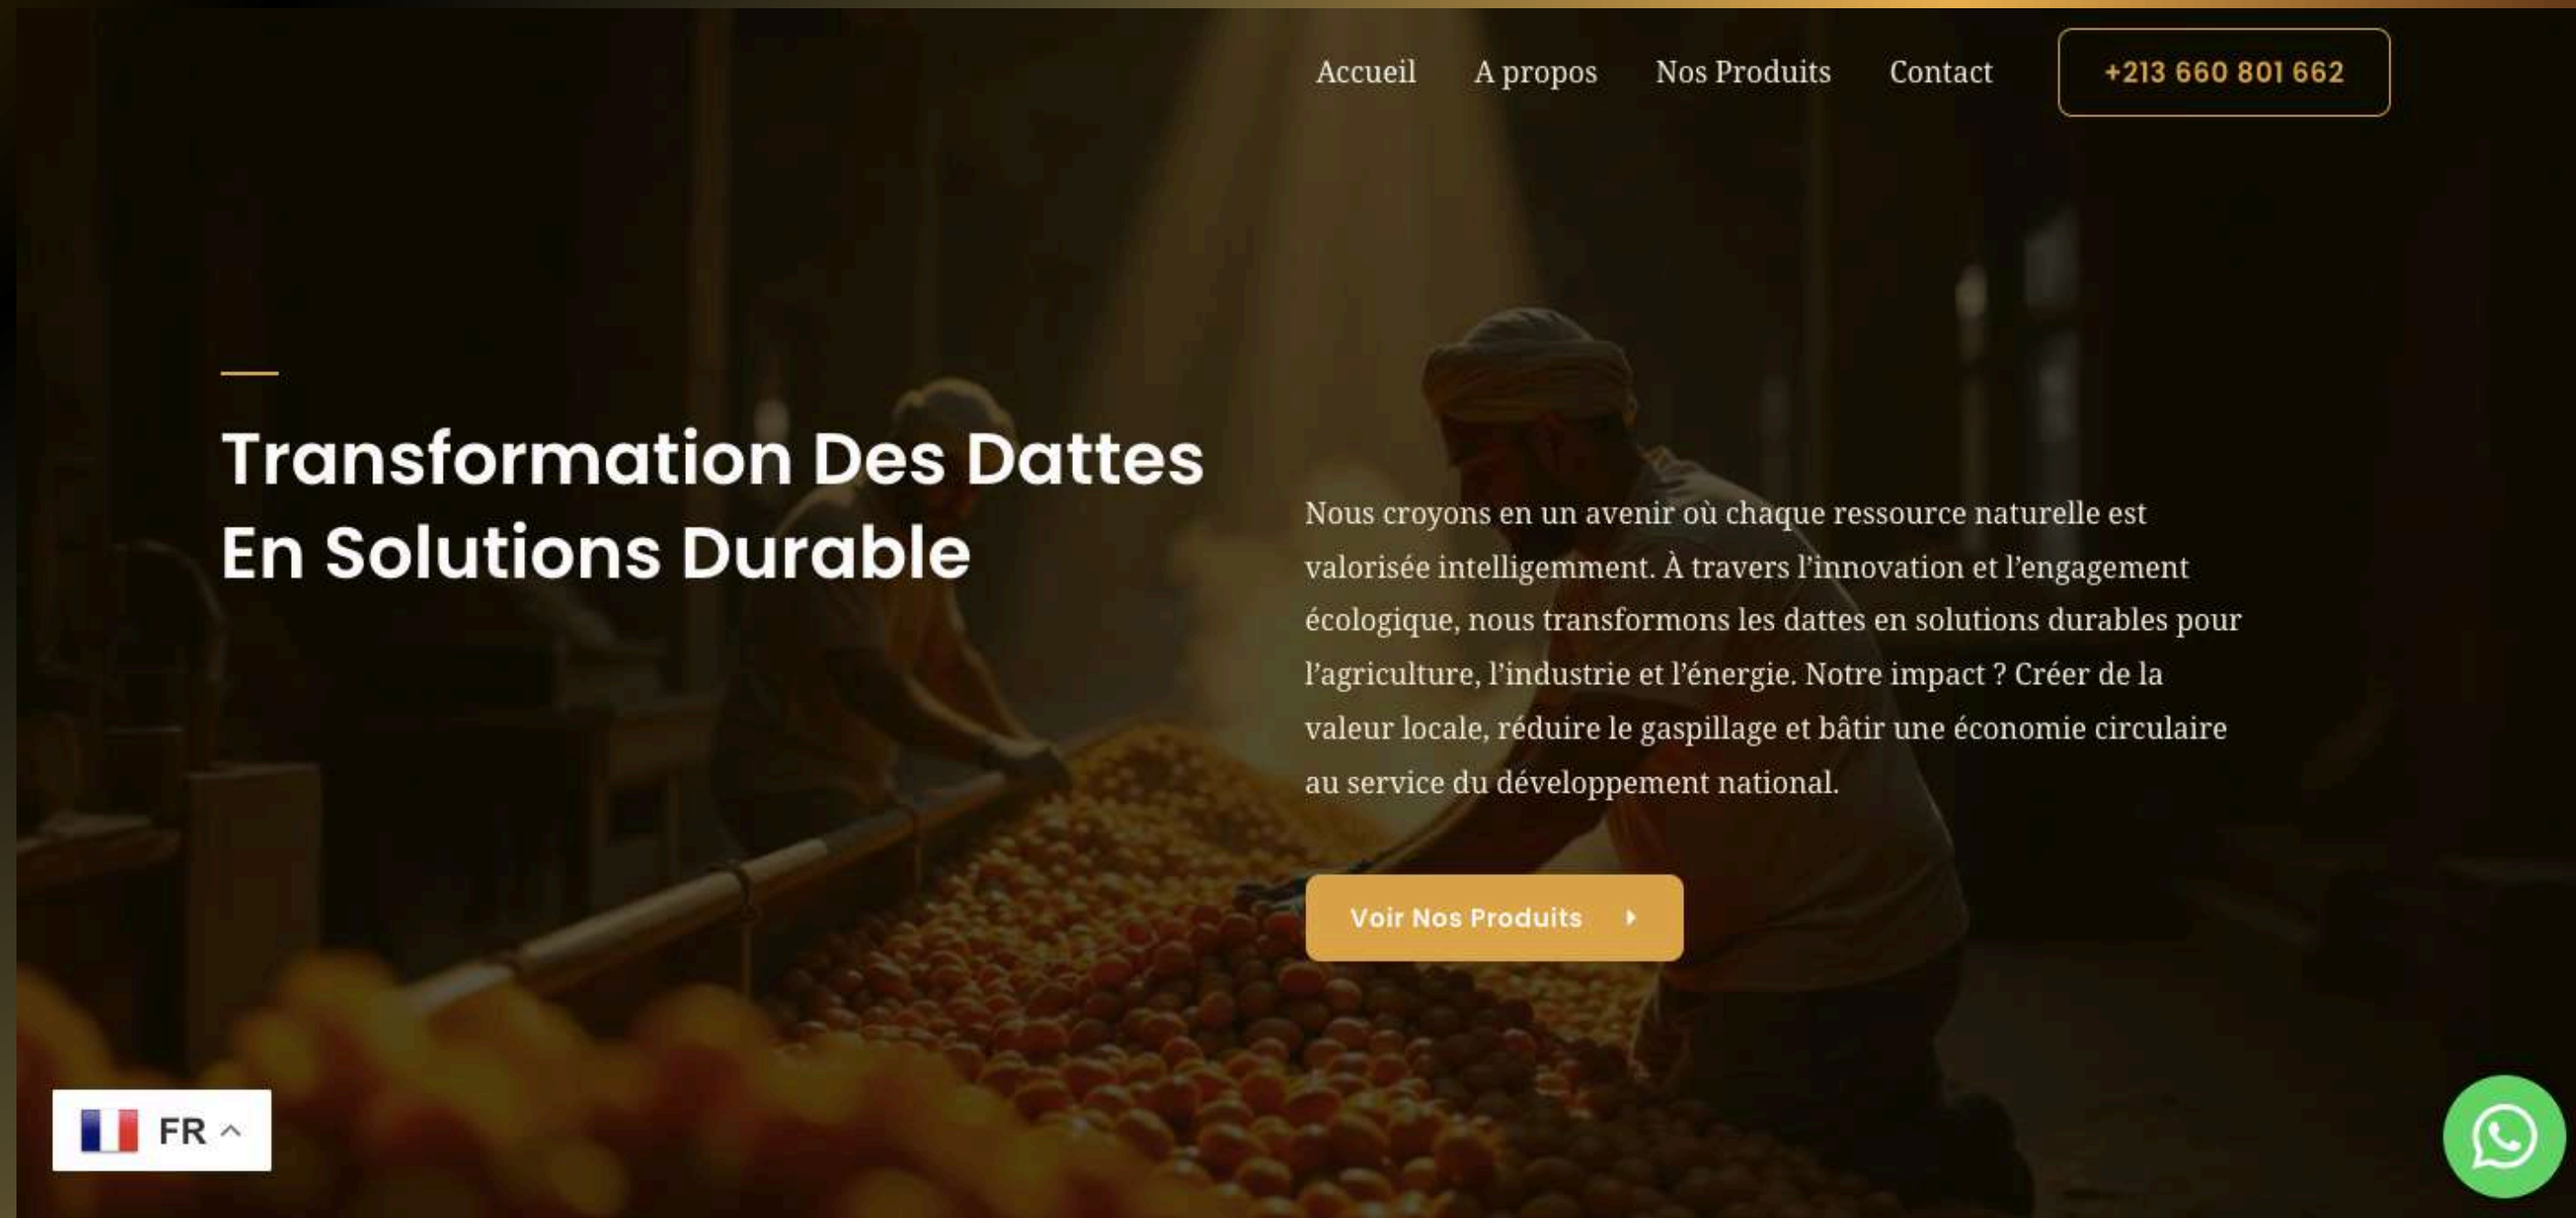 Accueil A propos Nos Produits Contact +213 660 801 662
Transformation Des Dattes
En Solutions Durable
Nous croyons en un avenir où chaque ressource naturelle est
valorisée intelligemment. À travers l’innovation et l’engagement
écologique, nous transformons les dattes en solutions durables pour
l’agriculture, l’industrie et l’énergie. Notre impact ? Créer de la
valeur locale, réduire le gaspillage et bâtir une économie circulaire
au service du développement national.
Voir Nos Produits
FR